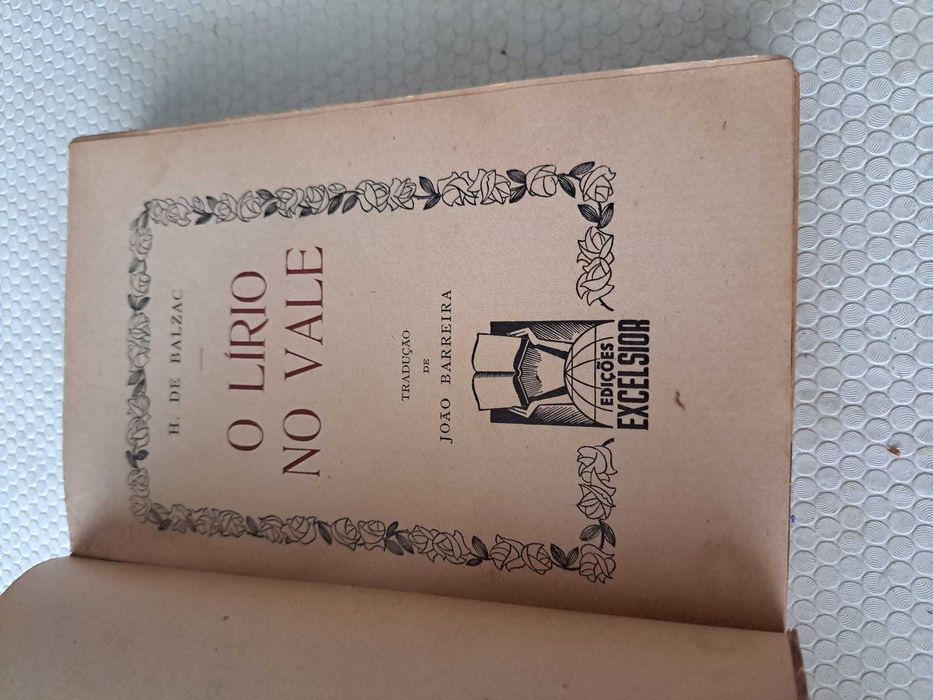 H. DE BALZAC
O LÍRIO
NO VALE
TRADUÇÃO
DE
JOÃO BARREIRA
EDIÇÕES
EXCELSIOR